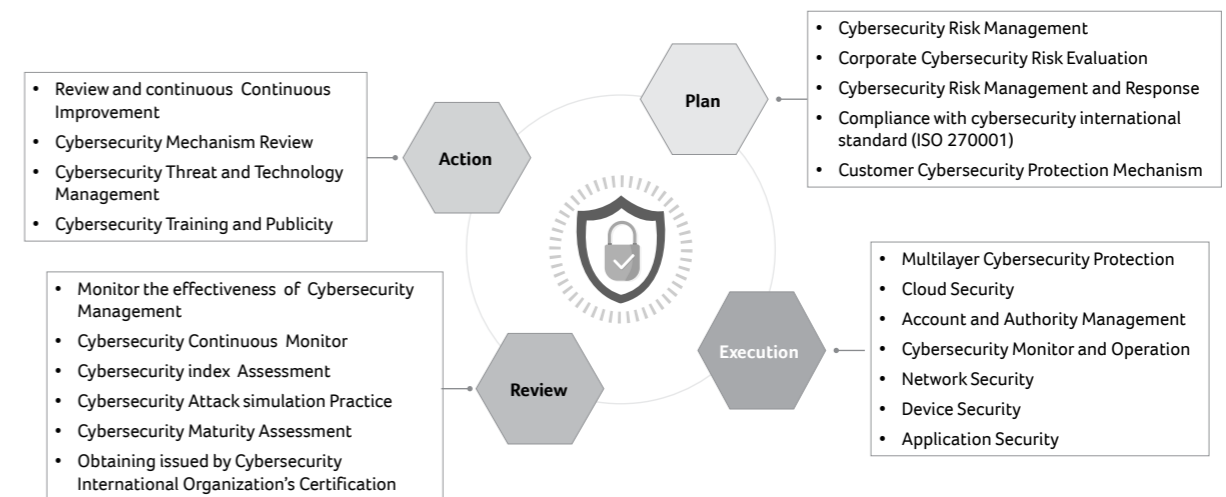 Plan
• Cybersecurity Risk Management
• Corporate Cybersecurity Risk Evaluation
• Cybersecurity Risk Management and Response
• Compliance with cybersecurity international
standard (ISO 270001)
• Customer Cybersecurity Protection Mechanism
Execution
• Multilayer Cybersecurity Protection
• Cloud Security
• Account and Authority Management
• Cybersecurity Monitor and Operation
• Network Security
• Device Security
• Application Security
Review
• Monitor the effectiveness of Cybersecurity
Management
• Cybersecurity Continuous Monitor
• Cybersecurity index Assessment
• Cybersecurity Attack simulation Practice
• Cybersecurity Maturity Assessment
• Obtaining issued by Cybersecurity
International Organization's Certification
Action
• Review and continuous Continuous
Improvement
• Cybersecurity Mechanism Review
• Cybersecurity Threat and Technology
Management
• Cybersecurity Training and Publicity